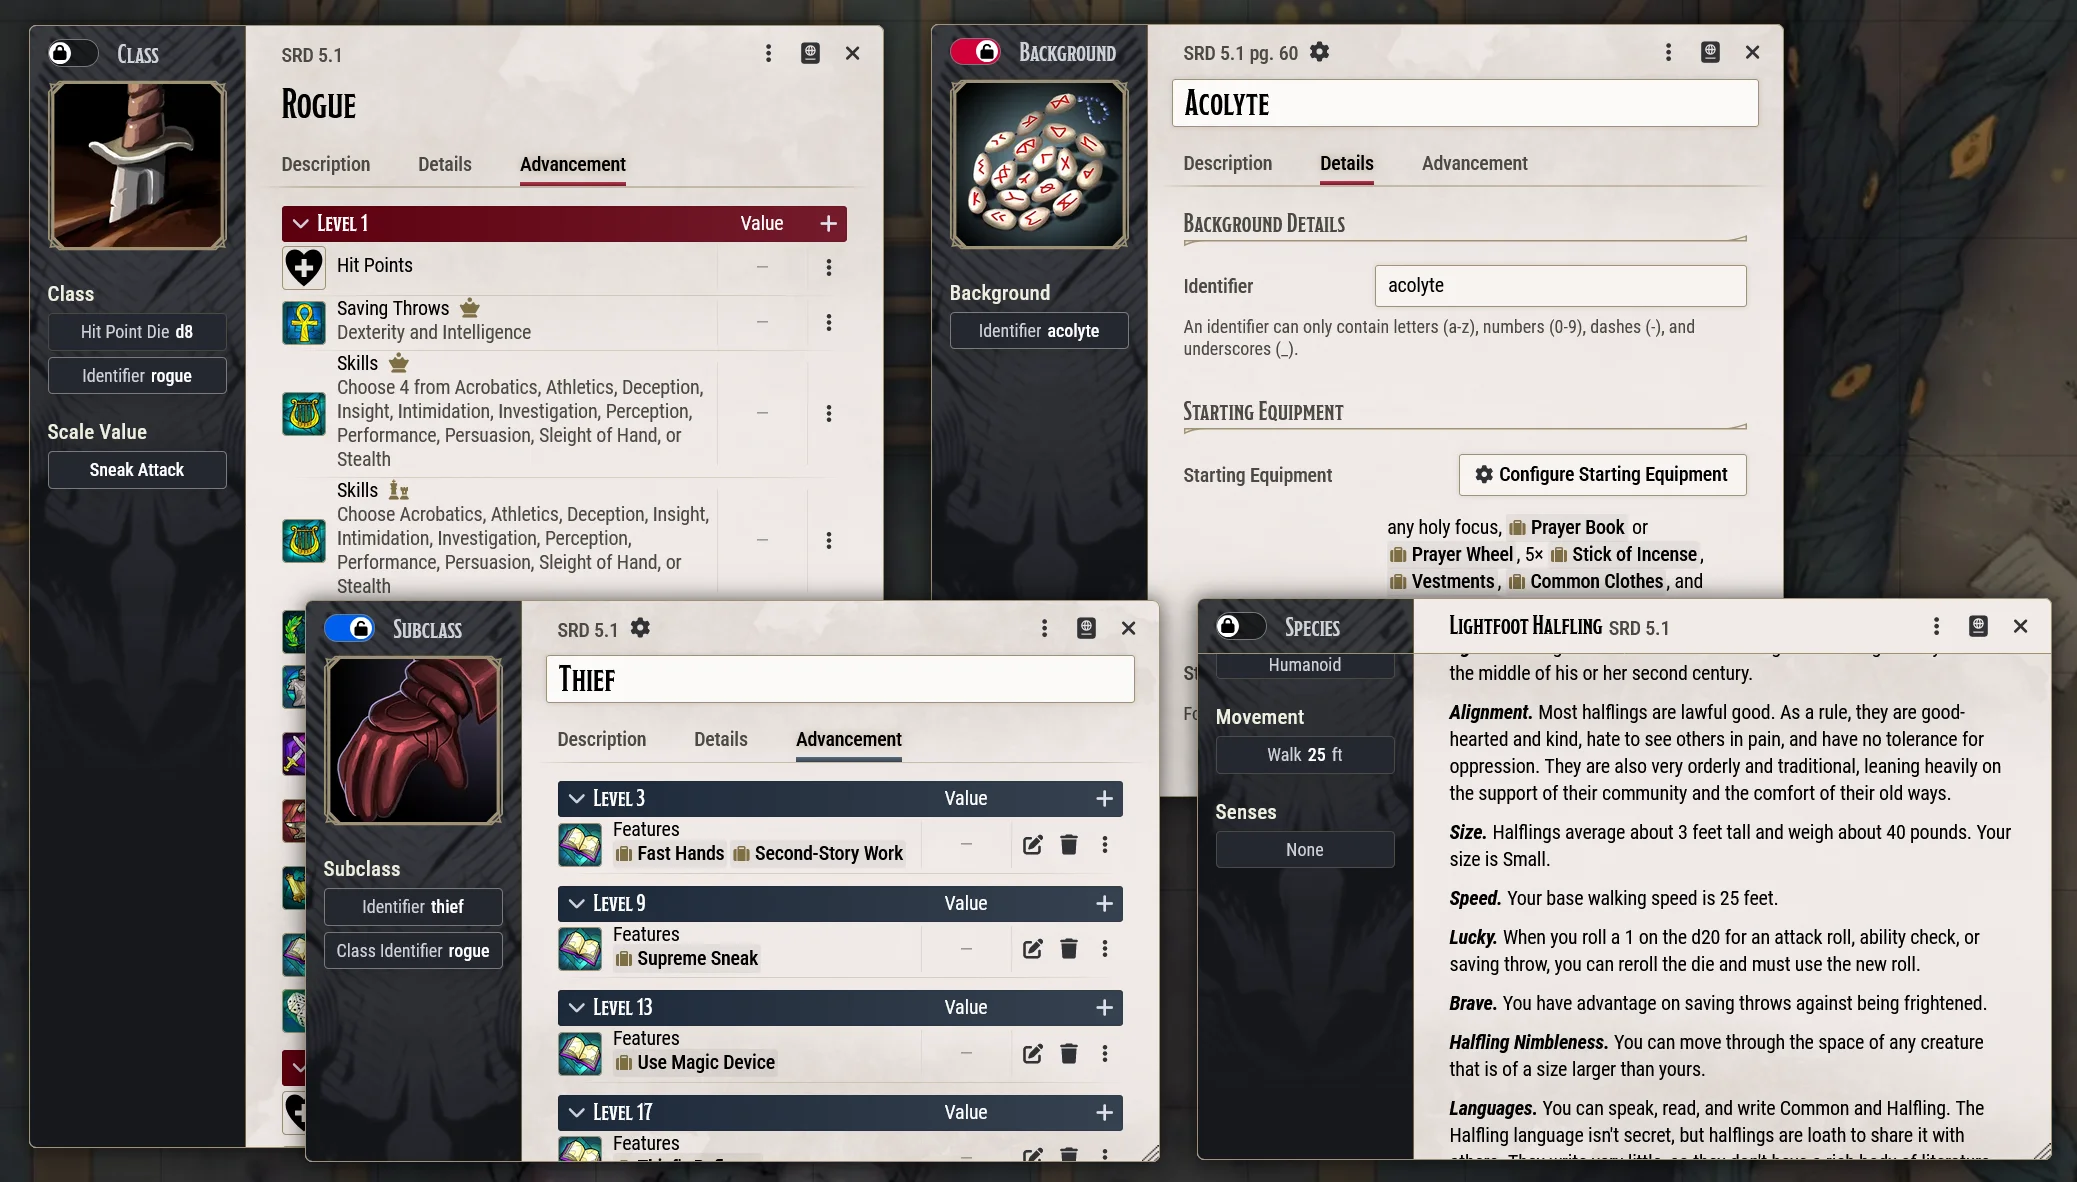 CLASS
SRD 5.1
ROGUE
Description Details Advancement
LEVEL 1 Value
Hit Points —
Saving Throws
Dexterity and Intelligence —
Skills
Choose 4 from Acrobatics, Athletics, Deception,
Insight, Intimidation, Investigation, Perception,
Performance, Persuasion, Sleight of Hand, or
Stealth
Skills
Choose Acrobatics, Athletics, Deception, Insight,
Intimidation, Investigation, Perception,
Performance, Persuasion, Sleight of Hand, or
Stealth
Class
Hit Point Die d8
Identifier rogue
Scale Value
Sneak Attack
BACKGROUND
SRD 5.1 pg. 60
ACOLYTE
Description Details Advancement
BACKGROUND DETAILS
Identifier acolyte
An identifier can only contain letters (a-z), numbers (0-9), dashes (-), and
underscores (_).
STARTING EQUIPMENT
Starting Equipment Configure Starting Equipment
any holy focus, Prayer Book or
Prayer Wheel, 5× Stick of Incense,
Vestments, Common Clothes, and
Background
Identifier acolyte
SUBCLASS
SRD 5.1
THIEF
Description Details Advancement
LEVEL 3 Value
Features
Fast Hands Second-Story Work —
LEVEL 9 Value
Features
Supreme Sneak —
LEVEL 13 Value
Features
Use Magic Device —
LEVEL 17 Value
Features
Subclass
Identifier thief
Class Identifier rogue
SPECIES
LIGHTFOOT HALFLING SRD 5.1
Humanoid
Movement
Walk 25 ft
Senses
None
the middle of his or her second century.
Alignment. Most halflings are lawful good. As a rule, they are good-
hearted and kind, hate to see others in pain, and have no tolerance for
oppression. They are also very orderly and traditional, leaning heavily on
the support of their community and the comfort of their old ways.
Size. Halflings average about 3 feet tall and weigh about 40 pounds. Your
size is Small.
Speed. Your base walking speed is 25 feet.
Lucky. When you roll a 1 on the d20 for an attack roll, ability check, or
saving throw, you can reroll the die and must use the new roll.
Brave. You have advantage on saving throws against being frightened.
Halfling Nimbleness. You can move through the space of any creature
that is of a size larger than yours.
Languages. You can speak, read, and write Common and Halfling. The
Halfling language isn't secret, but halflings are loath to share it with